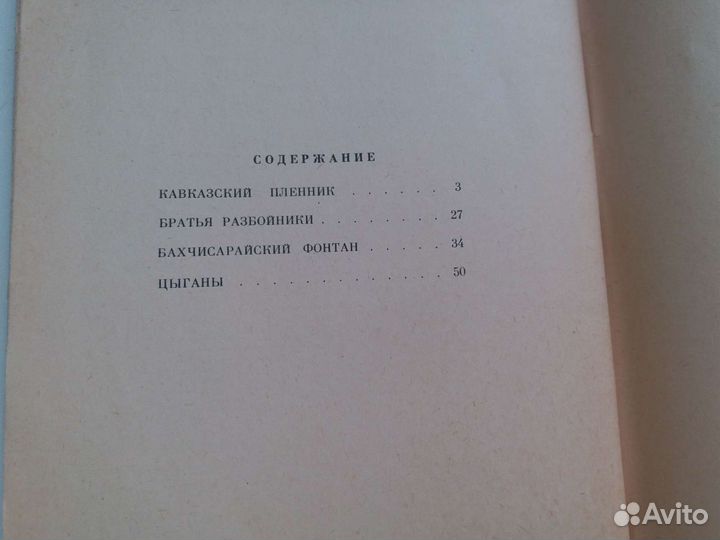 СОДЕРЖАНИЕ
КАВКАЗСКИЙ ПЛЕННИК . . . . . . 3
БРАТЬЯ РАЗБОЙНИКИ . . . . . . . . 27
БАХЧИСАРАЙСКИЙ ФОНТАН . . . . . 34
ЦЫГАНЫ . . . . . . . . . . . . . 50
Avito